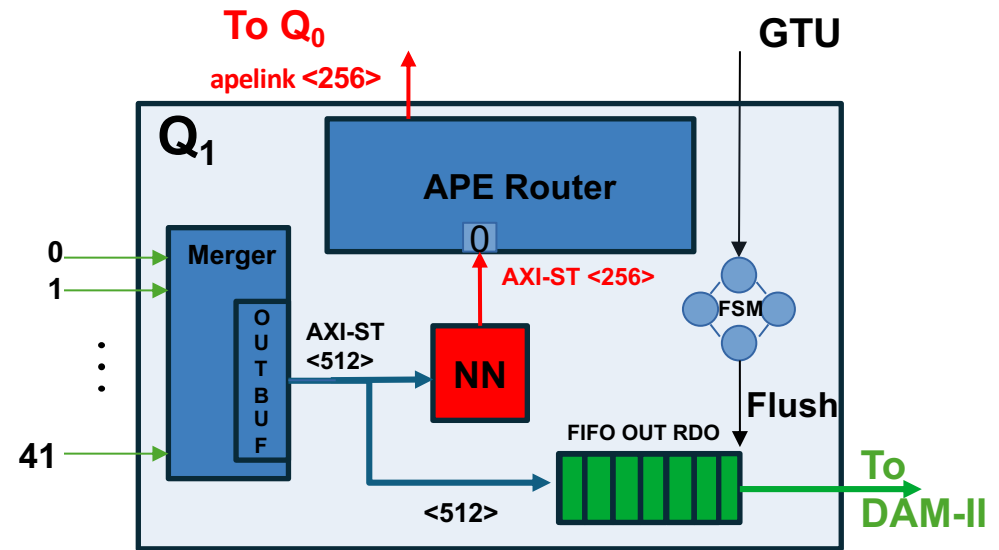 To Q0
GTU
apelink <256>
Q1
APE Router
0
Merger
0
1
AXI-ST <256>
FSM
OUTBUF
AXI-ST
<512>
NN
Flush
41
FIFO OUT RDO
<512>
To
DAM-II